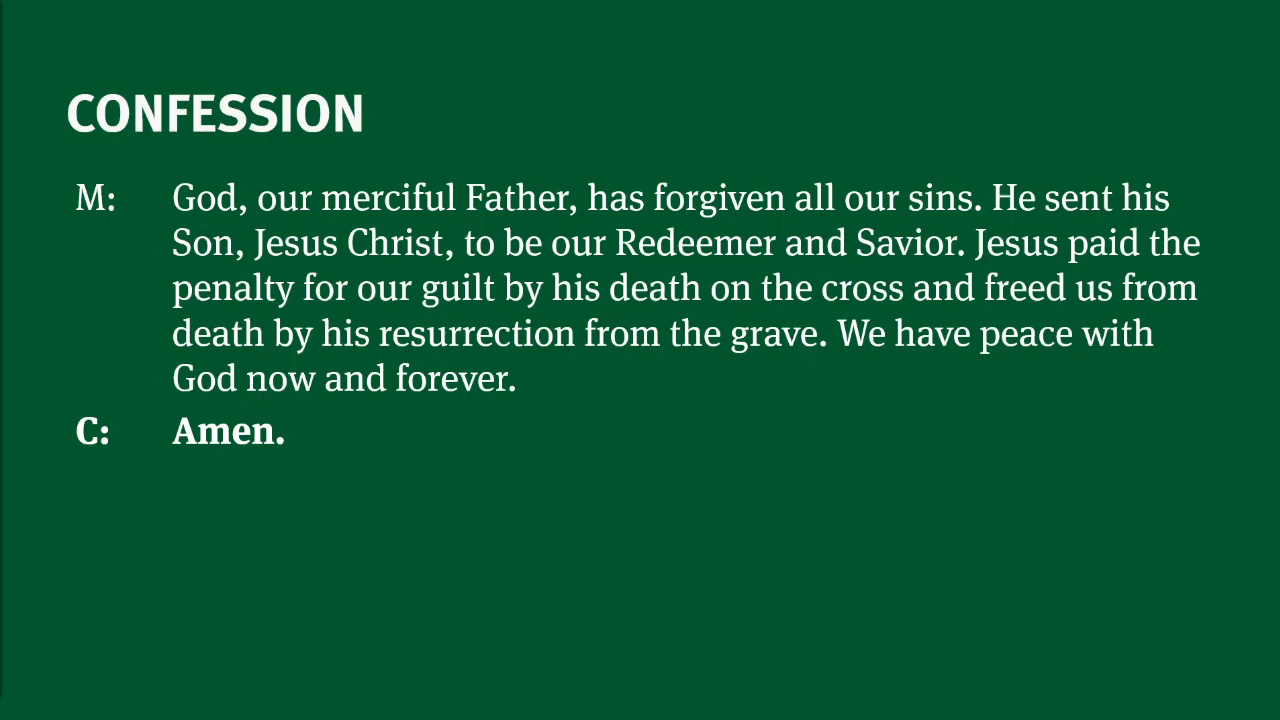 CONFESSION
M: God, our merciful Father, has forgiven all our sins. He sent his
Son, Jesus Christ, to be our Redeemer and Savior. Jesus paid the
penalty for our guilt by his death on the cross and freed us from
death by his resurrection from the grave. We have peace with
God now and forever.
C: Amen.